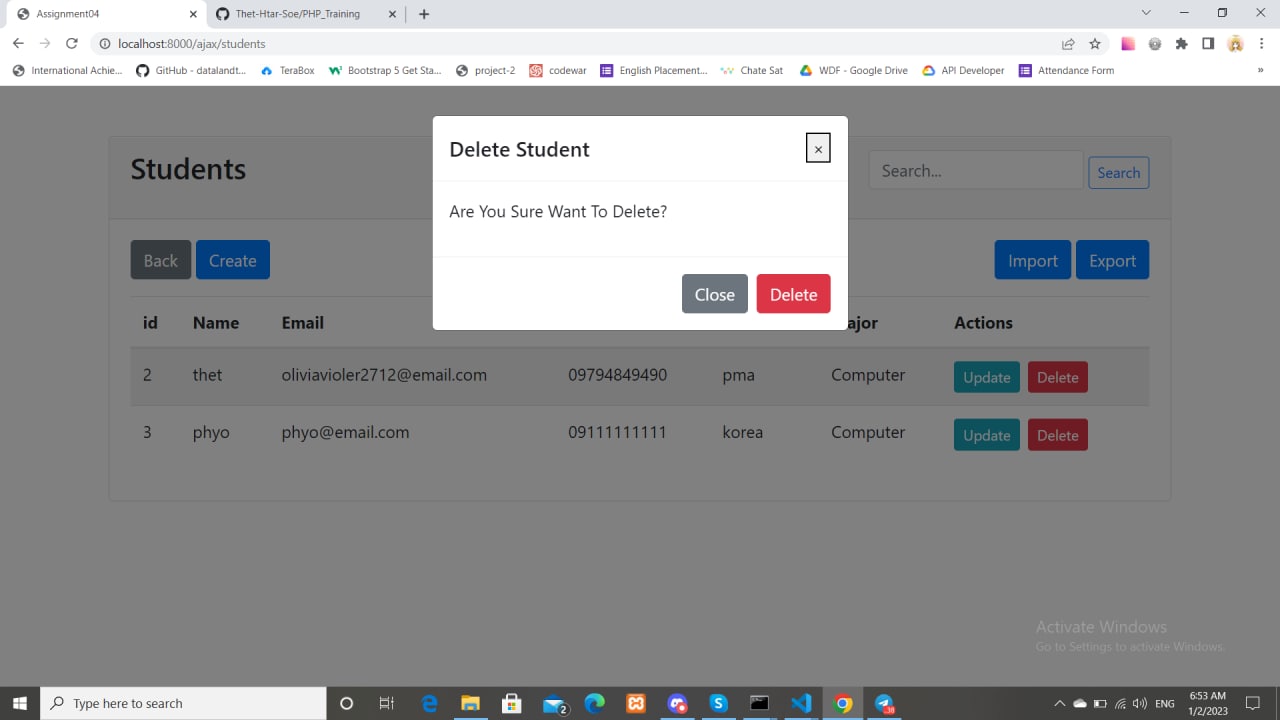 Assignment04
Thet-Htar-Soe/PHP_Training
localhost:8000/ajax/students
International Achie...
GitHub - datalandt...
TeraBox
Bootstrap 5 Get Sta...
project-2
codewar
English Placement...
Chate Sat
WDF - Google Drive
API Developer
Attendance Form
»
Delete Student
×
Are You Sure Want To Delete?
Close Delete
Students
Search...
Search
Back Create
Import Export
id Name Email ajor Actions
2 thet oliviavioler2712@email.com 09794849490 pma Computer Update Delete
3 phyo phyo@email.com 09111111111 korea Computer Update Delete
Activate Windows
Go to Settings to activate Windows.
Type here to search
2
38
ENG
6:53 AM
1/2/2023